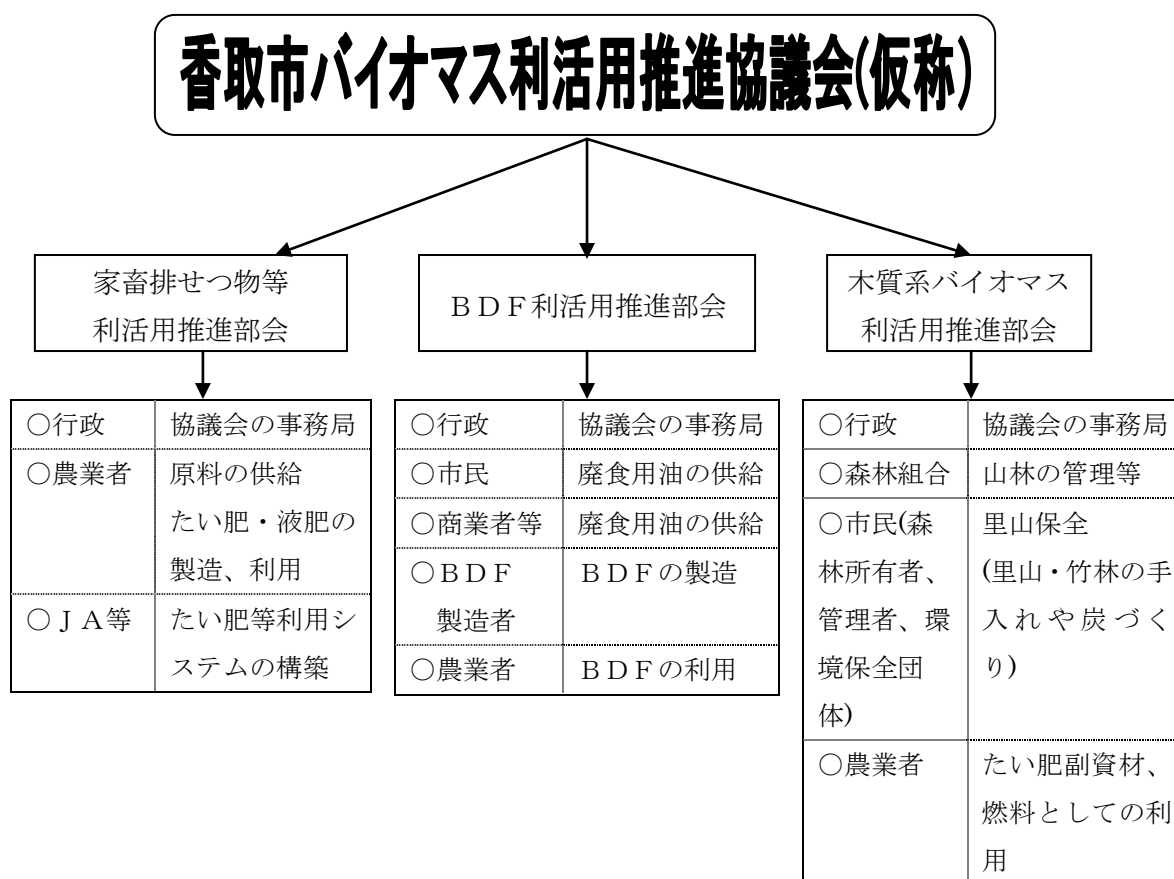 香取市バイオマス利活用推進協議会(仮称)
家畜排せつ物等
利活用推進部会
ＢＤＦ利活用推進部会
木質系バイオマス
利活用推進部会
○行政 協議会の事務局
○農業者 原料の供給
たい肥・液肥の
製造、利用
○ＪＡ等 たい肥等利用シ
ステムの構築
○行政 協議会の事務局
○市民 廃食用油の供給
○商業者等 廃食用油の供給
○ＢＤＦ ＢＤＦの製造
製造者
○農業者 ＢＤＦの利用
○行政 協議会の事務局
○森林組合 山林の管理等
○市民(森 里山保全
林所有者、 (里山・竹林の手
管理者、環 入れや炭づく
境保全団 り)
体)
○農業者 たい肥副資材、
燃料としての利
用